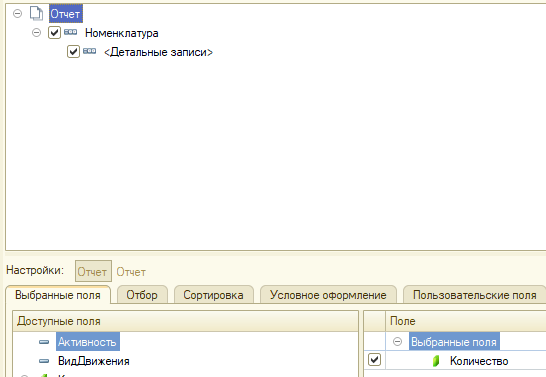 Отчет
Номенклатура
<Детальные записи>
Настройки: Отчет Отчет
Выбранные поля Отбор Сортировка Условное оформление Пользовательские поля
Доступные поля Поле
Активность Выбранные поля
ВидДвижения Количество